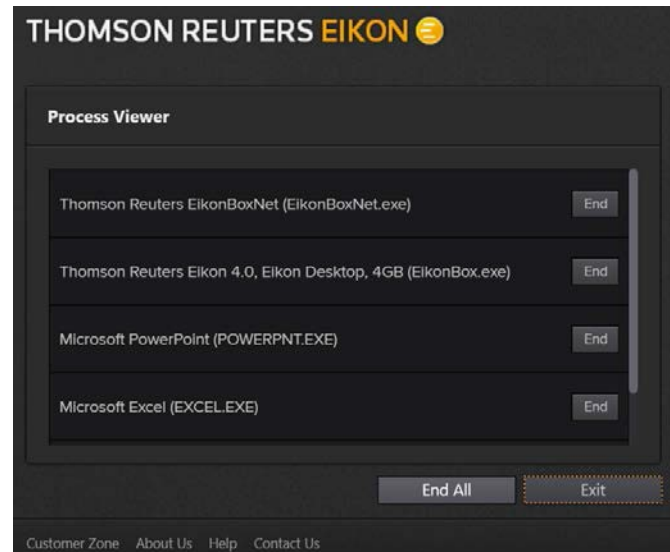 THOMSON REUTERS EIKON
Process Viewer
Thomson Reuters EikonBoxNet (EikonBoxNet.exe) End
Thomson Reuters Eikon 4.0, Eikon Desktop, 4GB (EikonBox.exe) End
Microsoft PowerPoint (POWERPNT.EXE) End
Microsoft Excel (EXCEL.EXE) End
End All Exit
Customer Zone About Us Help Contact Us